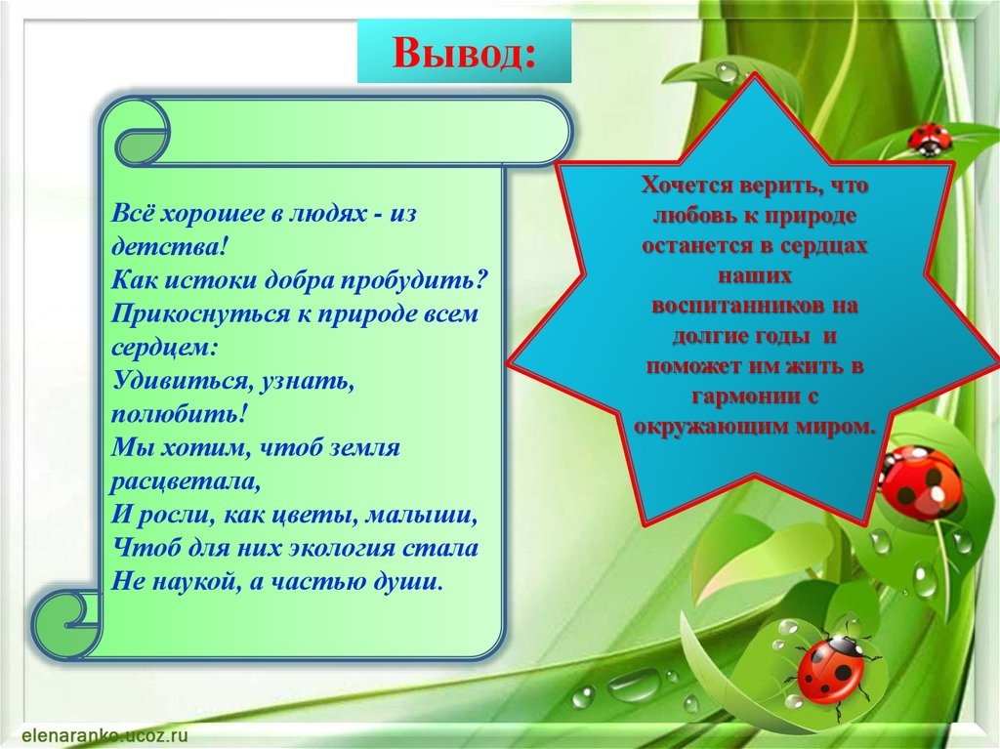 Вывод:
Всё хорошее в людях - из
детства!
Как истоки добра пробудить?
Прикоснуться к природе всем
сердцем:
Удивиться, узнать,
полюбить!
Мы хотим, чтоб земля
расцветала,
И росли, как цветы, малыши,
Чтоб для них экология стала
Не наукой, а частью души.
Хочется верить, что
любовь к природе
останется в сердцах
наших
воспитанников на
долгие годы и
поможет им жить в
гармонии с
окружающим миром.
elenaranko.ucoz.ru